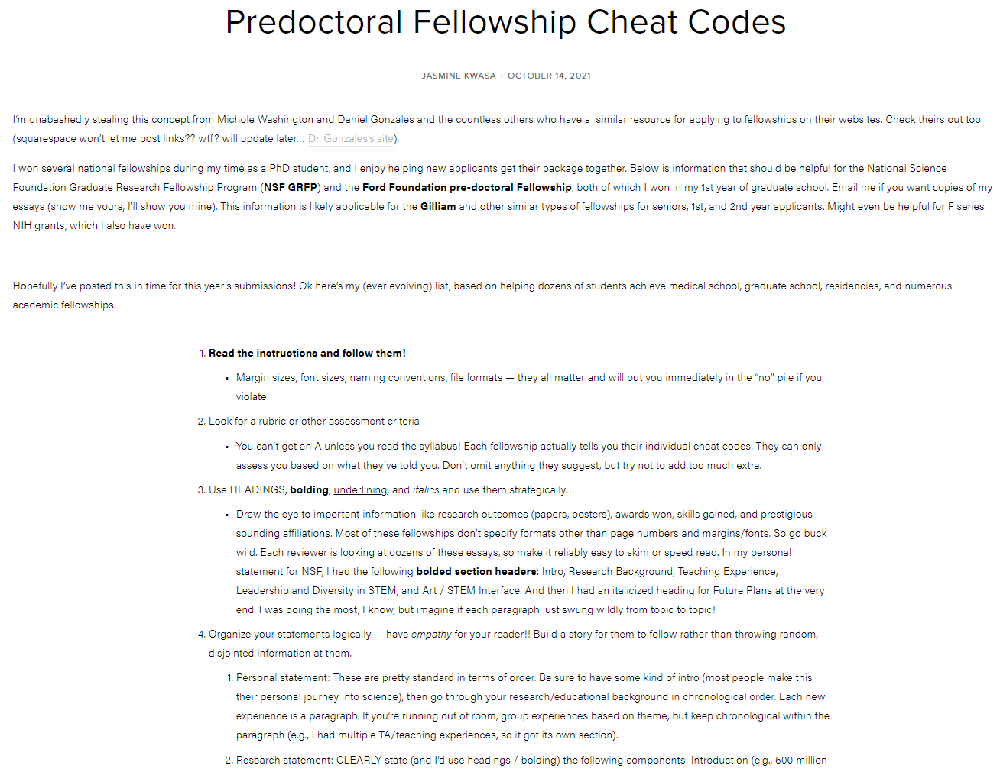 Predoctoral Fellowship Cheat Codes
JASMINE KWASA · OCTOBER 14, 2021
I’m unabashedly stealing this concept from Michole Washington and Daniel Gonzales and the countless others who have a  similar resource for applying to fellowships on their websites. Check theirs out too
(squarespace won’t let me post links?? wtf? will update later... Dr. Gonzales’s site).
I won several national fellowships during my time as a PhD student, and I enjoy helping new applicants get their package together. Below is information that should be helpful for the National Science
Foundation Graduate Research Fellowship Program (NSF GRFP) and the Ford Foundation pre-doctoral Fellowship, both of which I won in my 1st year of graduate school. Email me if you want copies of my
essays (show me yours, I’ll show you mine). This information is likely applicable for the Gilliam and other similar types of fellowships for seniors, 1st, and 2nd year applicants. Might even be helpful for F series
NIH grants, which I also have won.
Hopefully I’ve posted this in time for this year’s submissions! Ok here’s my (ever evolving) list, based on helping dozens of students achieve medical school, graduate school, residencies, and numerous
academic fellowships.
1. Read the instructions and follow them!
• Margin sizes, font sizes, naming conventions, file formats — they all matter and will put you immediately in the “no” pile if you
violate.
2. Look for a rubric or other assessment criteria
• You can’t get an A unless you read the syllabus! Each fellowship actually tells you their individual cheat codes. They can only
assess you based on what they’ve told you. Don’t omit anything they suggest, but try not to add too much extra.
3. Use HEADINGS, bolding, underlining, and italics and use them strategically.
• Draw the eye to important information like research outcomes (papers, posters), awards won, skills gained, and prestigious-
sounding affiliations. Most of these fellowships don’t specify formats other than page numbers and margins/fonts. So go buck
wild. Each reviewer is looking at dozens of these essays, so make it reliably easy to skim or speed read. In my personal
statement for NSF, I had the following bolded section headers: Intro, Research Background, Teaching Experience,
Leadership and Diversity in STEM, and Art / STEM Interface. And then I had an italicized heading for Future Plans at the very
end. I was doing the most, I know, but imagine if each paragraph just swung wildly from topic to topic!
4. Organize your statements logically — have empathy for your reader!! Build a story for them to follow rather than throwing random,
disjointed information at them.
1. Personal statement: These are pretty standard in terms of order. Be sure to have some kind of intro (most people make this
their personal journey into science), then go through your research/educational background in chronological order. Each new
experience is a paragraph. If you’re running out of room, group experiences based on theme, but keep chronological within the
paragraph (e.g., I had multiple TA/teaching experiences, so it got its own section).
2. Research statement: CLEARLY state (and I’d use headings / bolding) the following components: Introduction (e.g., 500 million